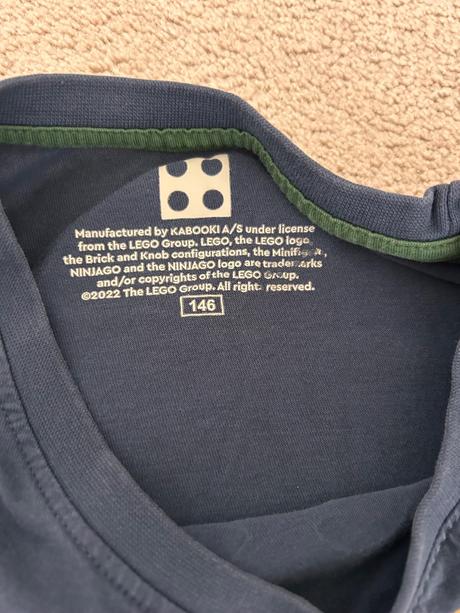 Manufactured by KABOOKI A/S under license
from the LEGO Group. LEGO, the LEGO logo,
the Brick and Knob configurations, the Minifigure,
NINJAGO and the NINJAGO logo are trademarks
and/or copyrights of the LEGO Group.
©2022 The LEGO Group. All rights reserved.
146